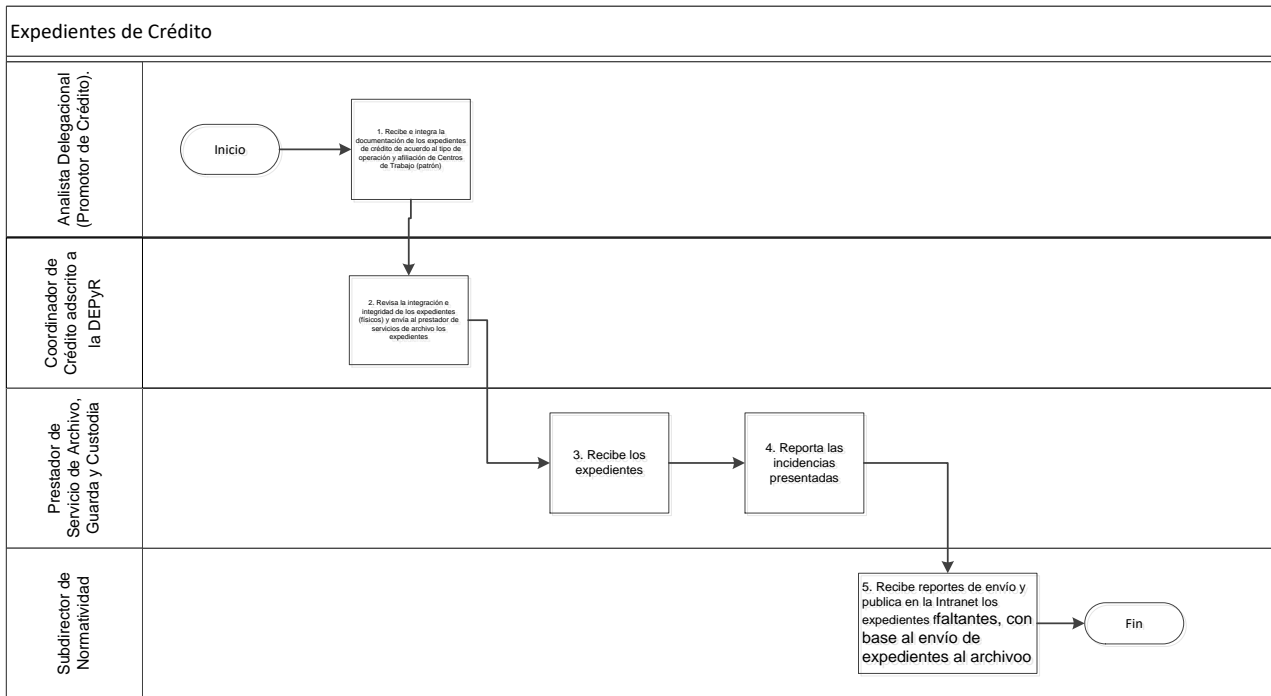 Expedientes de Crédito
Analista Delegacional
(Promotor de Crédito).
Inicio
1. Recibe e integra la
documentación de los expedientes
de crédito de acuerdo al tipo de
operación y afiliación de Centros
de Trabajo (patrón)
Coordinador de
Crédito adscrito a
la DEPyR
2. Revisa la integración e
integridad de los expedientes
(físicos) y envía al prestador de
servicios de archivo los
expedientes
Prestador de
Servicio de Archivo,
Guarda y Custodia
3. Recibe los
expedientes
4. Reporta las
incidencias
presentadas
Subdirector de
Normatividad
5. Recibe reportes de envío y
publica en la Intranet los
expedientes ffaltantes, con
base al envío de
expedientes al archivoo
Fin